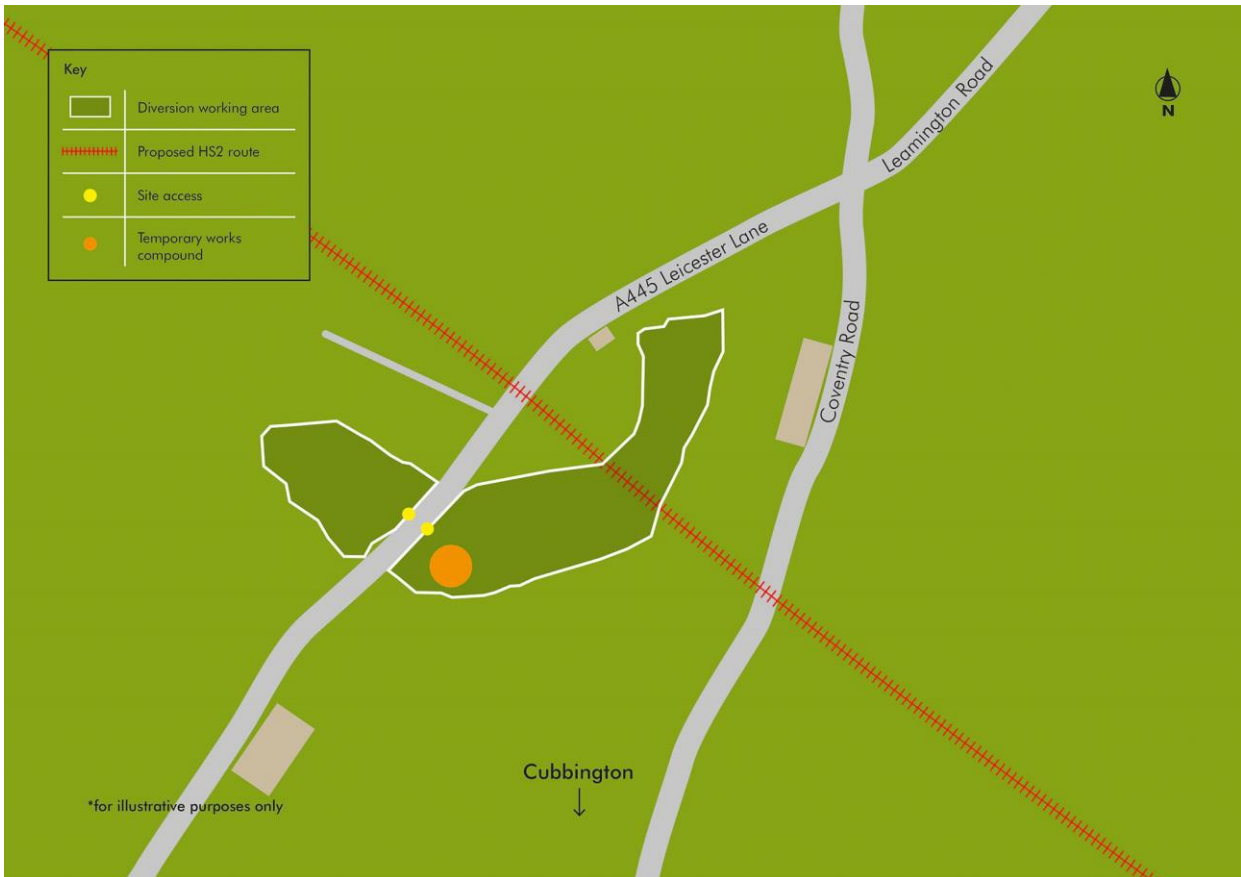 Key
Diversion working area
Proposed HS2 route
Site access
Temporary works
compound
N
Leamington Road
A445 Leicester Lane
Coventry Road
Cubbington
*for illustrative purposes only